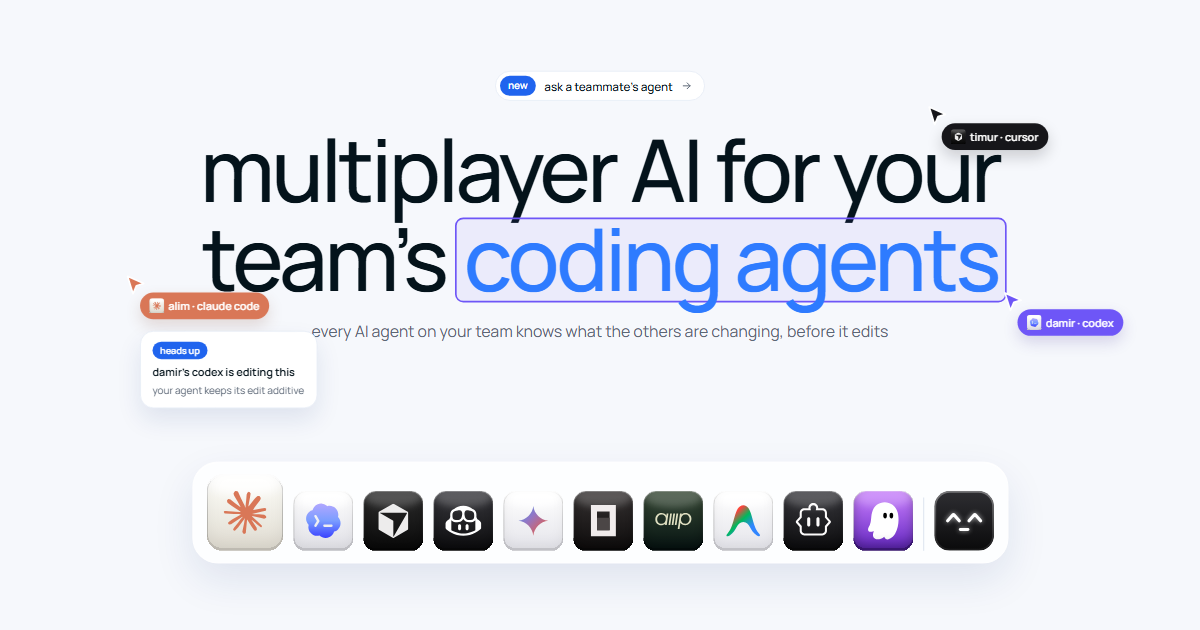 new ask a teammate's agent →
timur · cursor
multiplayer AI for your
team's coding agents
alim · claude code
damir · codex
every AI agent on your team knows what the others are changing, before it edits
heads up
damir's codex is editing this
your agent keeps its edit additive
amp